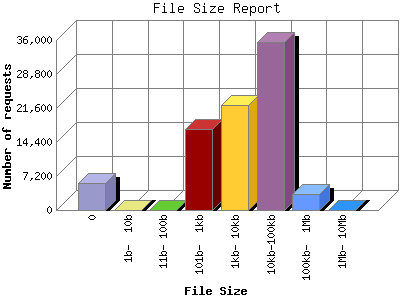 File Size Report
36,000
28,800
21,600
14,400
7,200
0
Number of requests
0
1b- 10b
11b- 100b
101b- 1kb
1kb- 10kb
10kb-100kb
100kb- 1Mb
1Mb- 10Mb
File Size